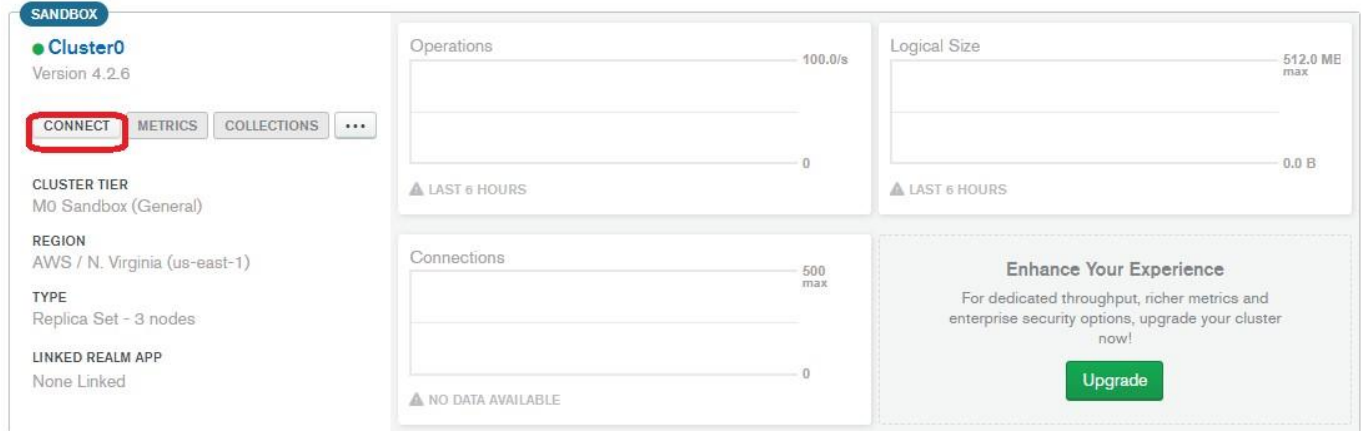 SANDBOX
Cluster0
Version 4.2.6
CONNECT METRICS COLLECTIONS ...
CLUSTER TIER
M0 Sandbox (General)
REGION
AWS / N. Virginia (us-east-1)
TYPE
Replica Set - 3 nodes
LINKED REALM APP
None Linked
Operations
100.0/s
0
LAST 6 HOURS
Logical Size
512.0 MB
max
0.0 B
LAST 6 HOURS
Connections
500
max
0
NO DATA AVAILABLE
Enhance Your Experience
For dedicated throughput, richer metrics and
enterprise security options, upgrade your cluster
now!
Upgrade